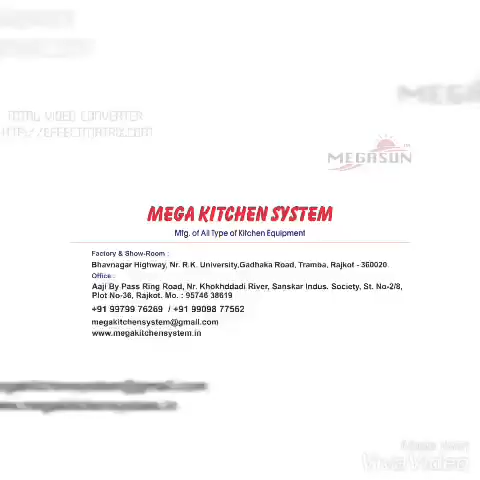 TOTAL VIDEO CONVERTER
HTTP://EFFECTMATRIX.COM
MEGA
MEGASUN
MEGA KITCHEN SYSTEM
Mfg. of All Type of Kitchen Equipment
Factory & Show-Room :
Bhavnagar Highway, Nr. R.K. University,Gadhaka Road, Tramba, Rajkot - 360020
Office :
Aaji By Pass Ring Road, Nr. Khokhddadi River, Sanskar Indus. Society, St. No-2/8,
Plot No-36, Rajkot. Mo. : 95746 38619
+91 99799 76269 / +91 99098 77562
megakitchensystem@gmail.com
www.megakitchensystem.in
Made With
VivaVideo